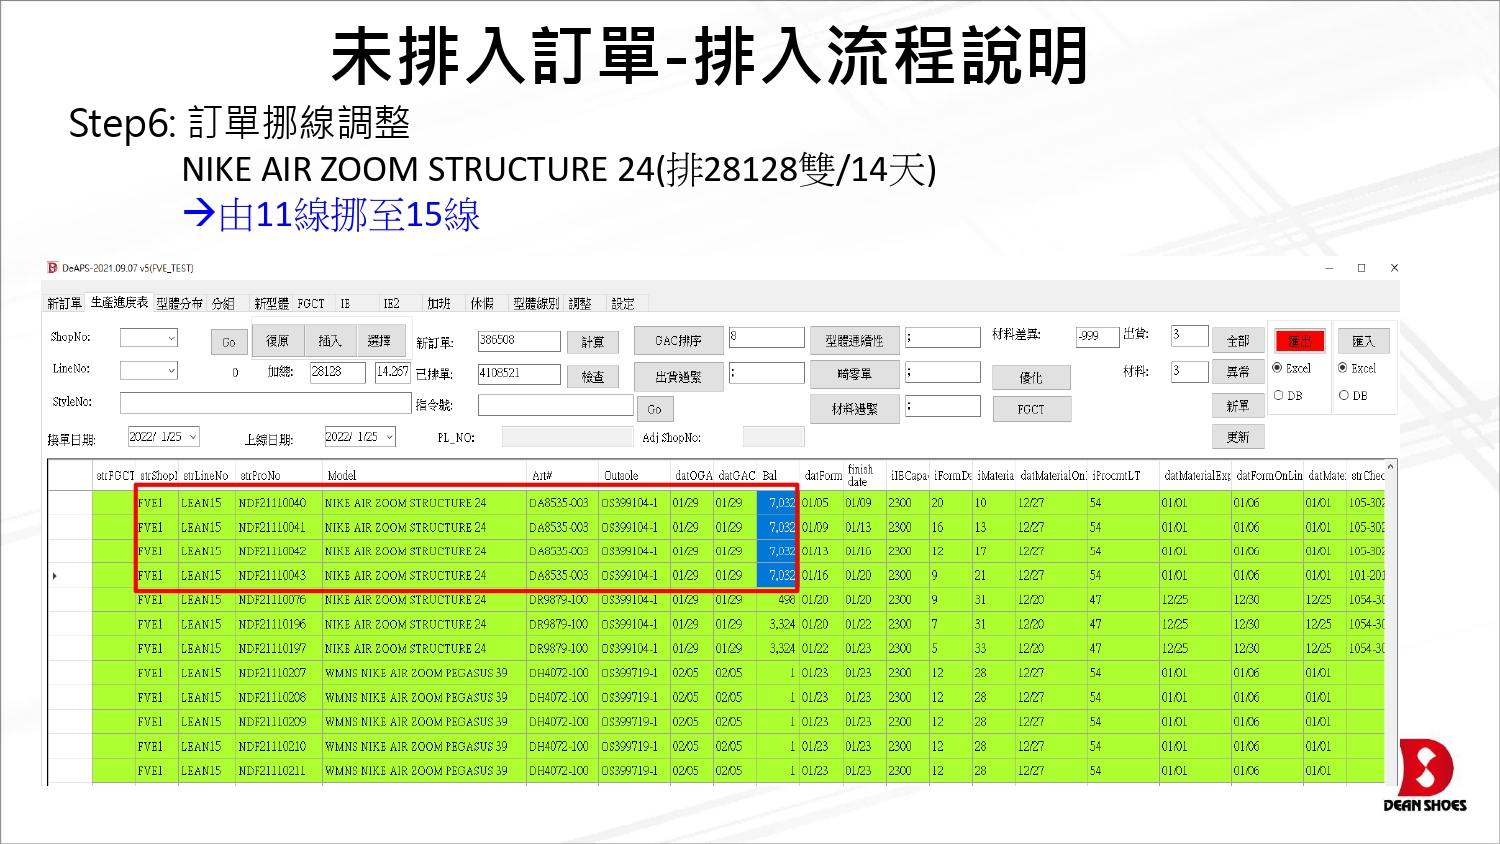 未排入訂單-排入流程說明
Step6: 訂單挪線調整
NIKE AIR ZOOM STRUCTURE 24(排28128雙/14天)
→由11線挪至15線
DeAPS-2021.09.07 v5(FVE_TEST)
新訂單 生產進度表 型體分布 分組 新型體 FGCT IE IE2 加班 休假 型體線別 調整 設定
ShopNo: Go 復原 插入 選擇 新訂單: 386508 計算 GAC排序 8 型體連續性 ; 材料差異: -999 出貨: 3 全部 匯出 匯入
LineNo: 0 加總: 28128 14.267 已排單: 4108521 檢查 出貨過緊 ; 畸零單 ; 優化 材料: 3 異常 Excel Excel
StyleNo: 指令號: Go 材料過緊 ; FGCT 新單 DB DB
接單日期: 2022/ 1/25 上線日期: 2022/ 1/25 PL_NO: Adj ShopNo: 更新
strFGCT strShopI strLineNo strProNo Model Art# Outsole datOGA datGAC Bal datForm finish date iIECapa iFormDa iMateria datMaterialOnl iProcmtLT datMaterialExp datFormOnLin datMate: strChec
FVE1 LEAN15 NDF21110040 NIKE AIR ZOOM STRUCTURE 24 DA8535-003 OS399104-1 01/29 01/29 7,032 01/05 01/09 2300 20 10 12/27 54 01/01 01/06 01/01 105-302
FVE1 LEAN15 NDF21110041 NIKE AIR ZOOM STRUCTURE 24 DA8535-003 OS399104-1 01/29 01/29 7,032 01/09 01/13 2300 16 13 12/27 54 01/01 01/06 01/01 105-302
FVE1 LEAN15 NDF21110042 NIKE AIR ZOOM STRUCTURE 24 DA8535-003 OS399104-1 01/29 01/29 7,032 01/13 01/16 2300 12 17 12/27 54 01/01 01/06 01/01 105-302
FVE1 LEAN15 NDF21110043 NIKE AIR ZOOM STRUCTURE 24 DA8535-003 OS399104-1 01/29 01/29 7,032 01/16 01/20 2300 9 21 12/27 54 01/01 01/06 01/01 101-201
FVE1 LEAN15 NDF21110076 NIKE AIR ZOOM STRUCTURE 24 DR9879-100 OS399104-1 01/29 01/29 498 01/20 01/20 2300 9 31 12/20 47 12/25 12/30 12/25 1054-30
FVE1 LEAN15 NDF21110196 NIKE AIR ZOOM STRUCTURE 24 DR9879-100 OS399104-1 01/29 01/29 3,324 01/20 01/22 2300 7 31 12/20 47 12/25 12/30 12/25 1054-30
FVE1 LEAN15 NDF21110197 NIKE AIR ZOOM STRUCTURE 24 DR9879-100 OS399104-1 01/29 01/29 3,324 01/22 01/23 2300 5 33 12/20 47 12/25 12/30 12/25 1054-30
FVE1 LEAN15 NDF21110207 WMNS NIKE AIR ZOOM PEGASUS 39 DH4072-100 OS399719-1 02/05 02/05 1 01/23 01/23 2300 12 28 12/27 54 01/01 01/06 01/01
FVE1 LEAN15 NDF21110208 WMNS NIKE AIR ZOOM PEGASUS 39 DH4072-100 OS399719-1 02/05 02/05 1 01/23 01/23 2300 12 28 12/27 54 01/01 01/06 01/01
FVE1 LEAN15 NDF21110209 WMNS NIKE AIR ZOOM PEGASUS 39 DH4072-100 OS399719-1 02/05 02/05 1 01/23 01/23 2300 12 28 12/27 54 01/01 01/06 01/01
FVE1 LEAN15 NDF21110210 WMNS NIKE AIR ZOOM PEGASUS 39 DH4072-100 OS399719-1 02/05 02/05 1 01/23 01/23 2300 12 28 12/27 54 01/01 01/06 01/01
FVE1 LEAN15 NDF21110211 WMNS NIKE AIR ZOOM PEGASUS 39 DH4072-100 OS399719-1 02/05 02/05 1 01/23 01/23 2300 12 28 12/27 54 01/01 01/06 01/01
DEAN SHOES